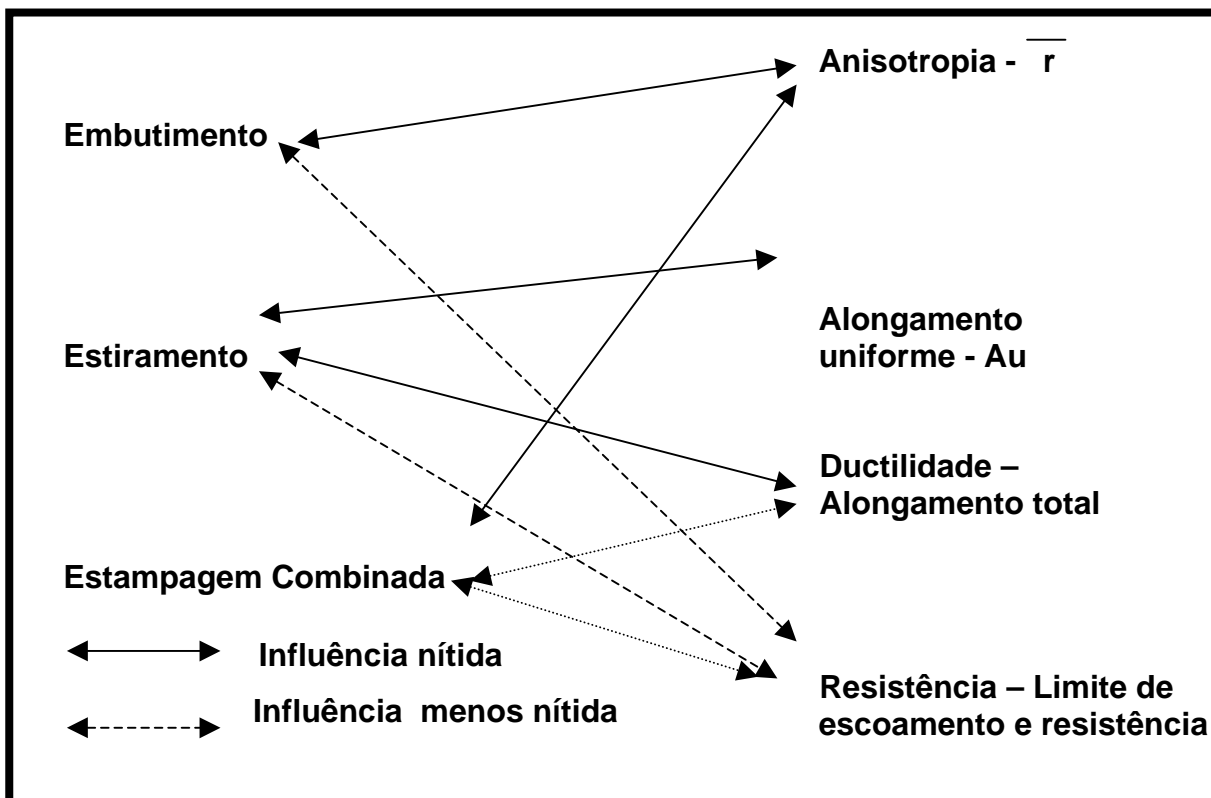 Anisotropia - r̅
Embutimento
Alongamento
uniforme - Au
Estiramento
Ductilidade –
Alongamento total
Estampagem Combinada
Influência nítida
Influência menos nítida
Resistência – Limite de
escoamento e resistência